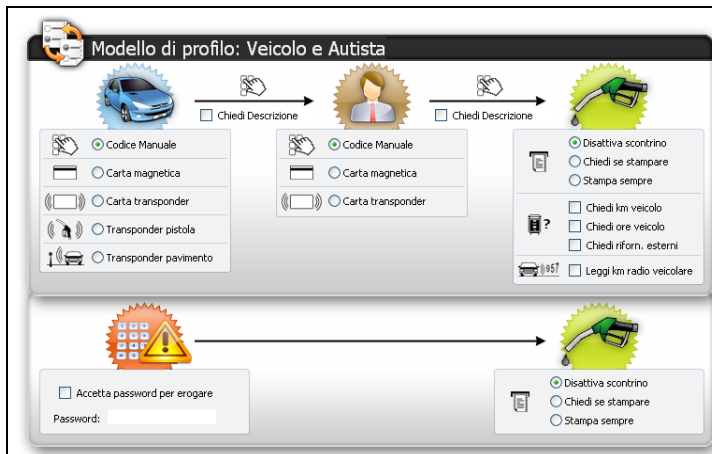 Modello di profilo: Veicolo e Autista
Chiedi Descrizione
Chiedi Descrizione
Codice Manuale
Carta magnetica
Carta transponder
Transponder pistola
Transponder pavimento
Codice Manuale
Carta magnetica
Carta transponder
Disattiva scontrino
Chiedi se stampare
Stampa sempre
?
Chiedi km veicolo
Chiedi ore veicolo
Chiedi riforn. esterni
957
Leggi km radio veicolare
Accetta password per erogare
Password:
Disattiva scontrino
Chiedi se stampare
Stampa sempre